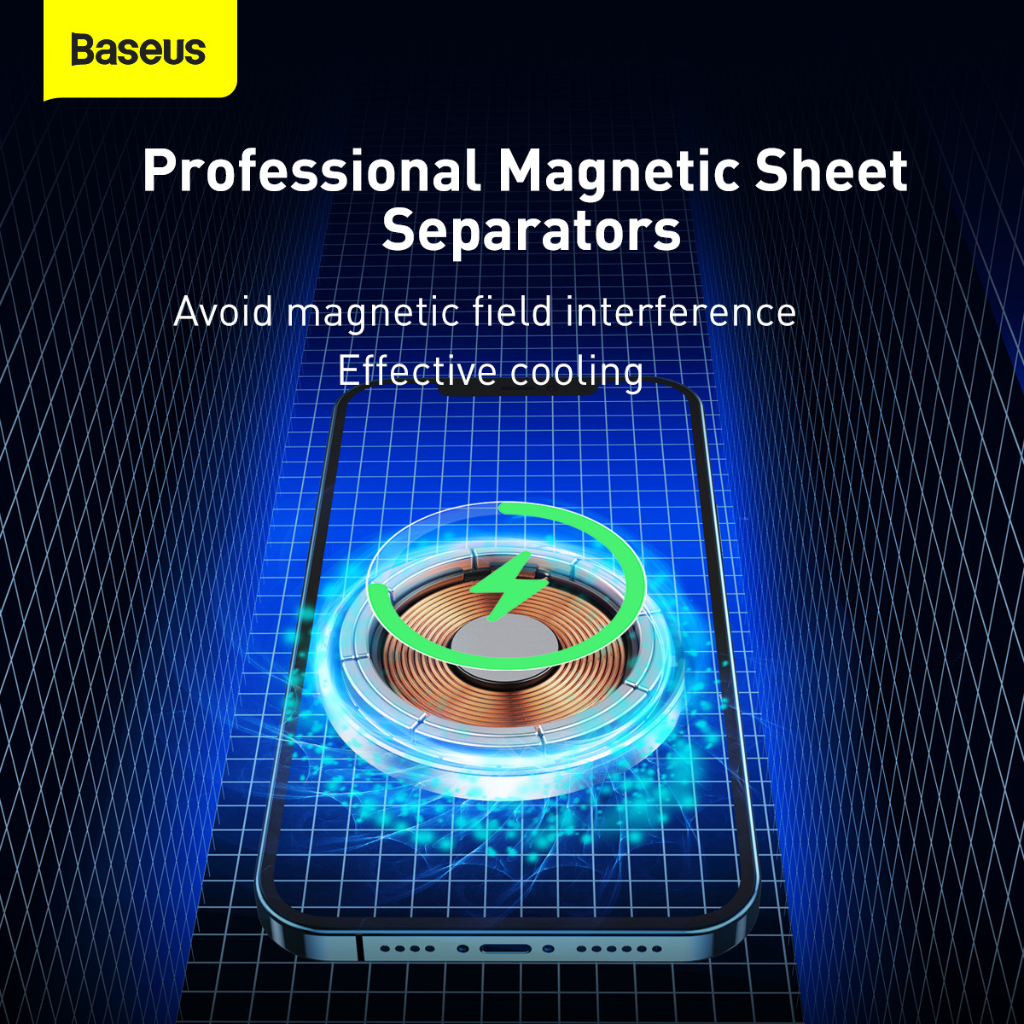 Baseus
Professional Magnetic Sheet
Separators
Avoid magnetic field interference
Effective cooling